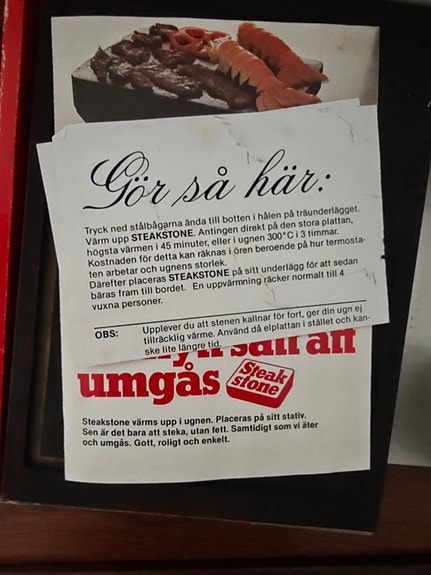 Gör så här:
Tryck ned stålbågarna ända till botten i hålen på träunderlägget.
Värm upp STEAKSTONE. Antingen direkt på den stora plattan,
högsta värmen i 45 minuter, eller i ugnen 300°C i 3 timmar.
Kostnaden för detta kan räknas i ören beroende på hur termosta-
ten arbetar och ugnens storlek.
Därefter placeras STEAKSTONE på sitt underlägg för att sedan
bäras fram till bordet. En uppvärmning räcker normalt till 4
vuxna personer.
OBS: Upplever du att stenen kallnar för fort, ger din ugn ej
tillräcklig värme. Använd då elplattan i stället och kan-
ske lite längre tid.
sätt att
umgås
Steak
stone
Steakstone värms upp i ugnen. Placeras på sitt stativ.
Sen är det bara att steka, utan fett. Samtidigt som vi äter
och umgås. Gott, roligt och enkelt.